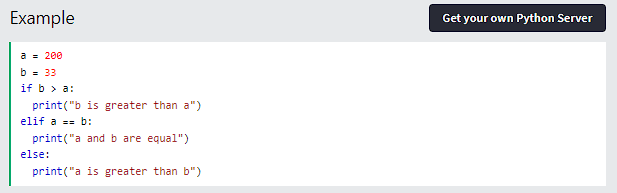 Example
Get your own Python Server
a = 200
b = 33
if b > a:
  print("b is greater than a")
elif a == b:
  print("a and b are equal")
else:
  print("a is greater than b")